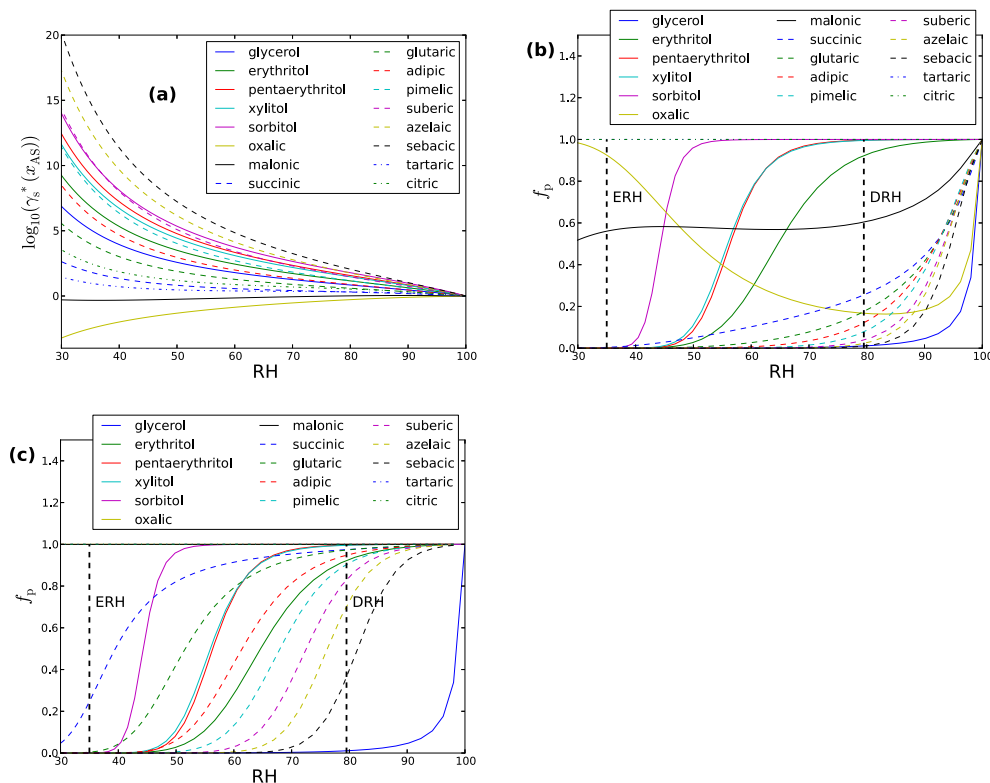 (a)
log10(γs*(xAS))
20
15
10
5
0
30 40 50 60 70 80 90 100
RH
glycerol
erythritol
pentaerythritol
xylitol
sorbitol
oxalic
malonic
succinic
glutaric
adipic
pimelic
suberic
azelaic
sebacic
tartaric
citric
(b)
fp
1.4
1.2
1.0
0.8
0.6
0.4
0.2
0.0
30 40 50 60 70 80 90 100
RH
glycerol
erythritol
pentaerythritol
xylitol
sorbitol
oxalic
malonic
succinic
glutaric
adipic
pimelic
suberic
azelaic
sebacic
tartaric
citric
ERH
DRH
(c)
fp
1.4
1.2
1.0
0.8
0.6
0.4
0.2
0.0
30 40 50 60 70 80 90 100
RH
glycerol
erythritol
pentaerythritol
xylitol
sorbitol
oxalic
malonic
succinic
glutaric
adipic
pimelic
suberic
azelaic
sebacic
tartaric
citric
ERH
DRH